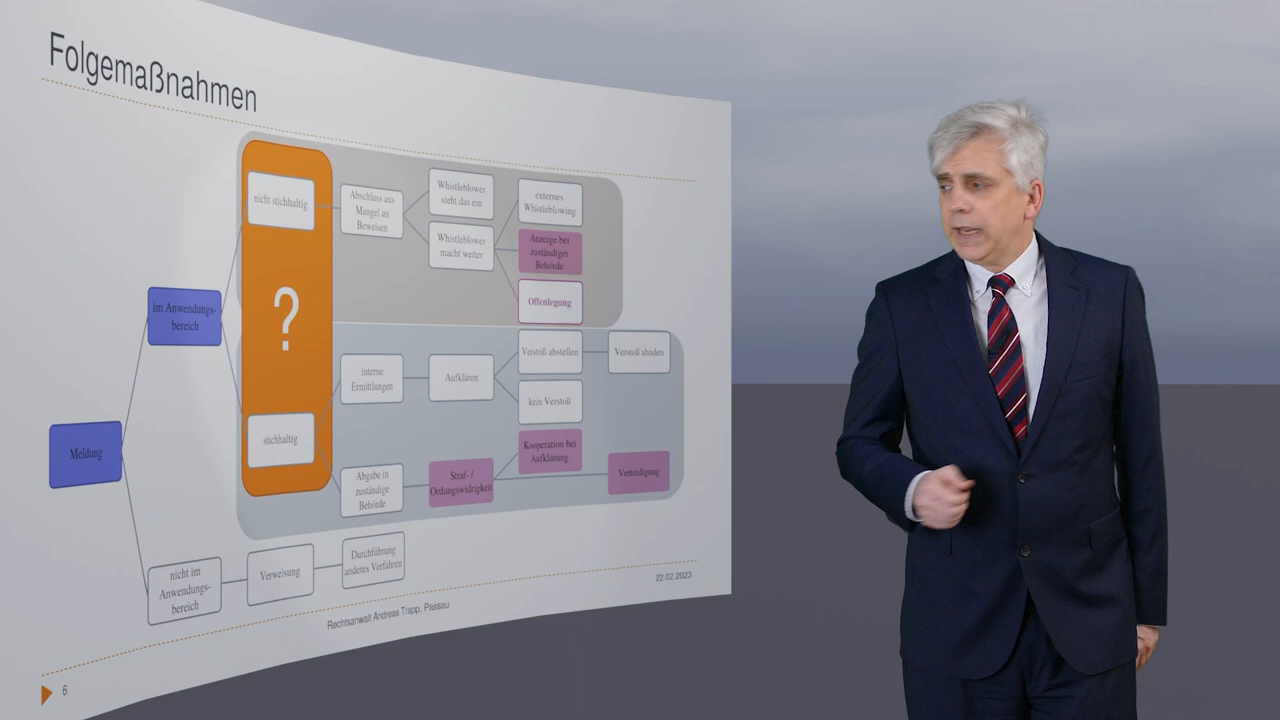 Folgemaßnahmen
nicht stichhaltig
Abschluss aus
Mangel an
Beweisen
Whistleblower
sieht das ein
Whistleblower
macht weiter
externes
Whistleblowing
Anzeige bei
zuständiger
Behörde
Offenlegung
im Anwendungs-
bereich
?
Verstoß abstellen
Verstoß ahnden
interne
Ermittlungen
Aufklären
kein Verstoß
stichhaltig
Meldung
Kooperation bei
Aufklärung
Abgabe in
zuständige
Behörde
Straf- /
Ordungswidrigkeit
Verteidigung
nicht im
Anwendungs-
bereich
Verweisung
Durchführung
anderes Verfahren
Rechtsanwalt Andreas Trapp, Passau
22.02.2023
6